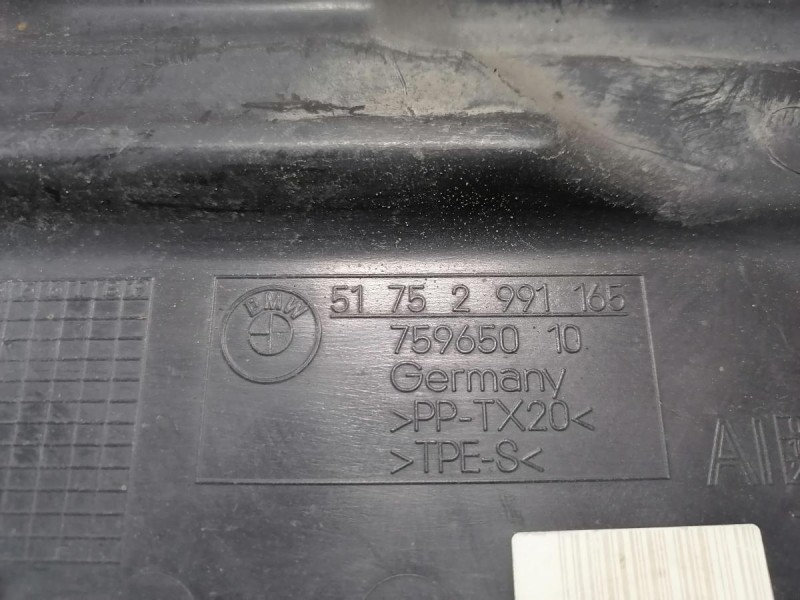 BMW
51 75 2 991 165
759650 10
Germany
>PP-TX20<
>TPE-S<